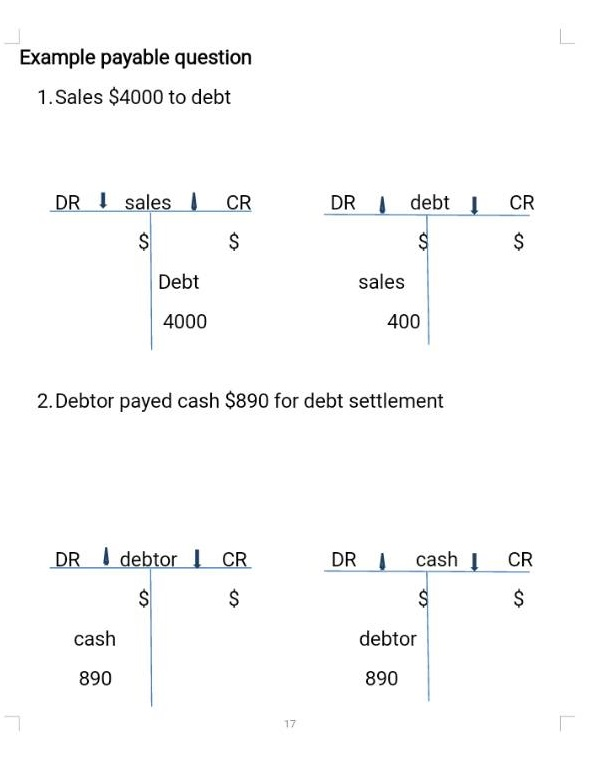 Example payable question
1. Sales $4000 to debt
DR sales CR DR debt CR
$ $ $ $
Debt sales
4000 400
2. Debtor payed cash $890 for debt settlement
DR debtor CR DR cash CR
$ $ $ $
cash debtor
890 890
17